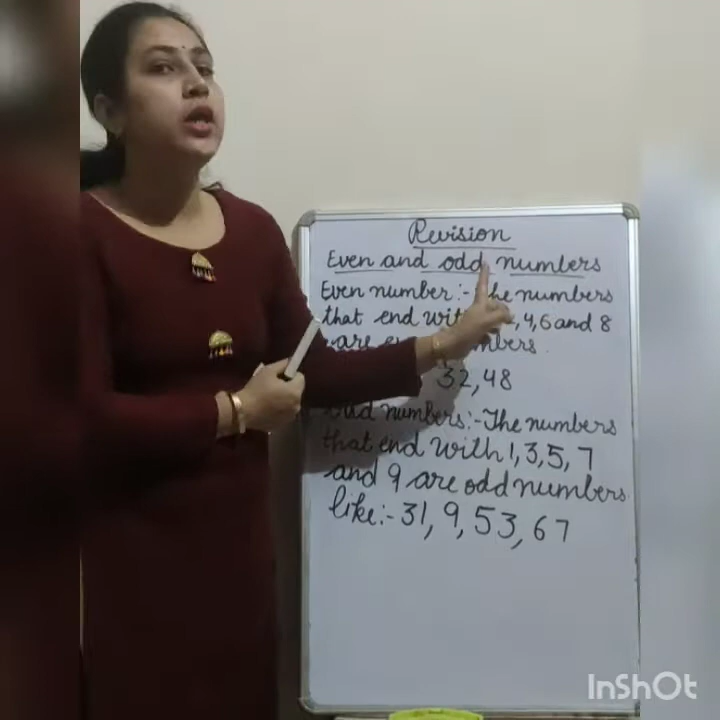 Revision
Even and odd numbers
Even number:- The numbers
that end with 2, 4, 6 and 8
are numbers.
32, 48
Odd numbers:- The numbers
that end with 1, 3, 5, 7
and 9 are odd numbers.
like:- 31, 9, 53, 67
InShOt